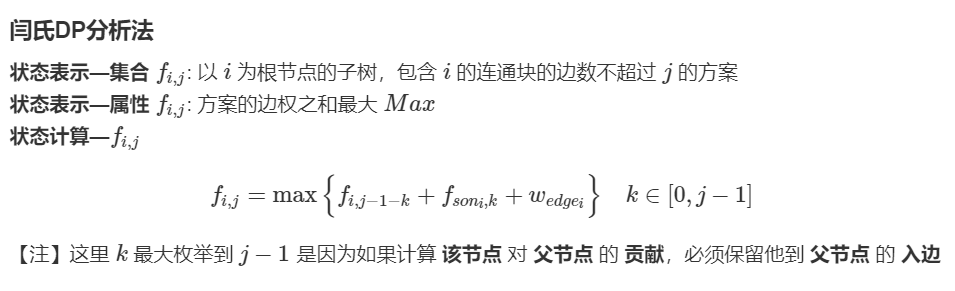 闫氏DP分析法
状态表示—集合 f_{i,j}: 以 i 为根节点的子树，包含 i 的连通块的边数不超过 j 的方案
状态表示—属性 f_{i,j}: 方案的边权之和最大 Max
状态计算—f_{i,j}
f_{i,j} = max{f_{i,j-1-k} + f_{son_i,k} + w_{edge_i}} k ∈ [0, j − 1]
【注】这里 k 最大枚举到 j − 1 是因为如果计算 该节点 对 父节点 的 贡献，必须保留他到 父节点 的 入边